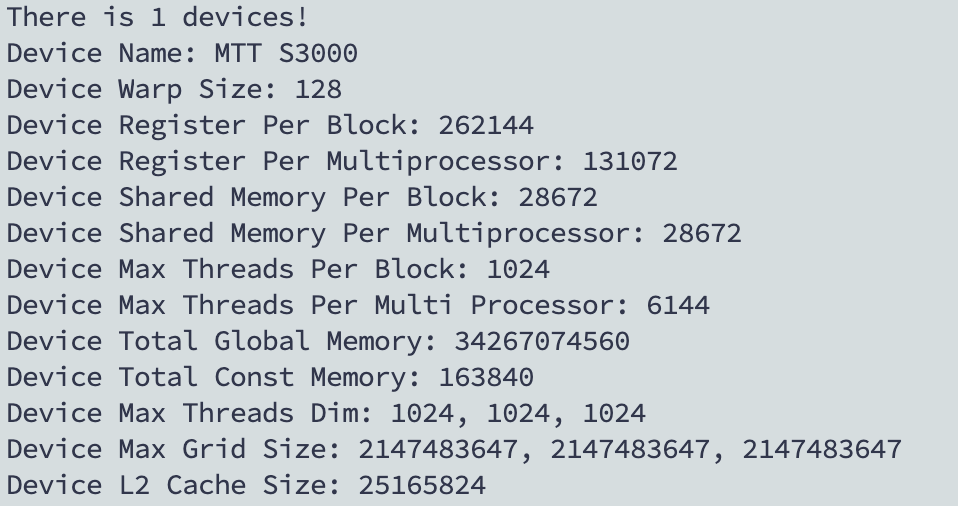 There is 1 devices!
Device Name: MTT S3000
Device Warp Size: 128
Device Register Per Block: 262144
Device Register Per Multiprocessor: 131072
Device Shared Memory Per Block: 28672
Device Shared Memory Per Multiprocessor: 28672
Device Max Threads Per Block: 1024
Device Max Threads Per Multi Processor: 6144
Device Total Global Memory: 34267074560
Device Total Const Memory: 163840
Device Max Threads Dim: 1024, 1024, 1024
Device Max Grid Size: 2147483647, 2147483647, 2147483647
Device L2 Cache Size: 25165824